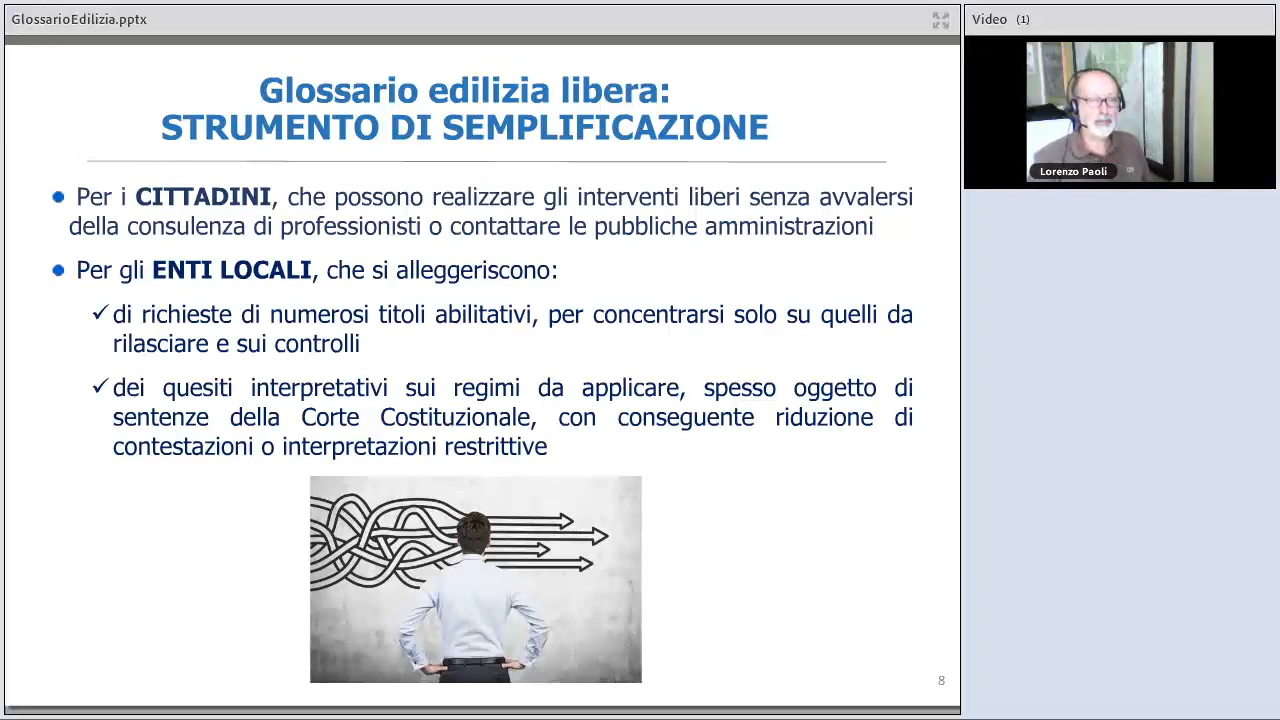 GlossarioEdilizia.pptx
Video (1)
Lorenzo Paoli
Glossario edilizia libera:
STRUMENTO DI SEMPLIFICAZIONE
Per i CITTADINI, che possono realizzare gli interventi liberi senza avvalersi
della consulenza di professionisti o contattare le pubbliche amministrazioni
Per gli ENTI LOCALI, che si alleggeriscono:
di richieste di numerosi titoli abilitativi, per concentrarsi solo su quelli da
rilasciare e sui controlli
dei quesiti interpretativi sui regimi da applicare, spesso oggetto di
sentenze della Corte Costituzionale, con conseguente riduzione di
contestazioni o interpretazioni restrittive
8